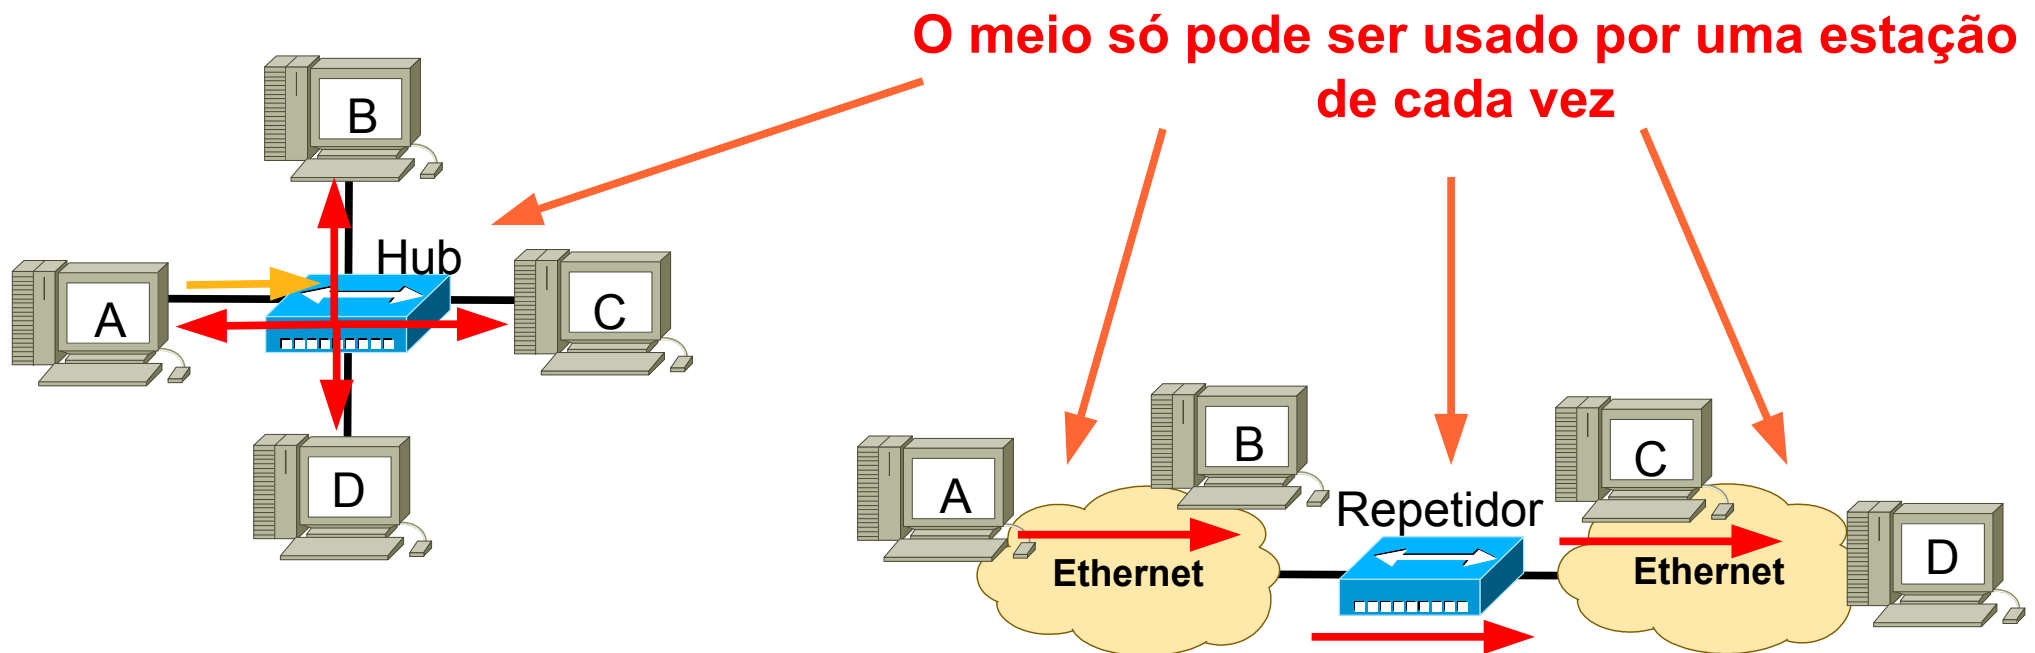 O meio só pode ser usado por uma estação
de cada vez
B
Hub
A
C
D
B
A
C
Repetidor
D
Ethernet
Ethernet